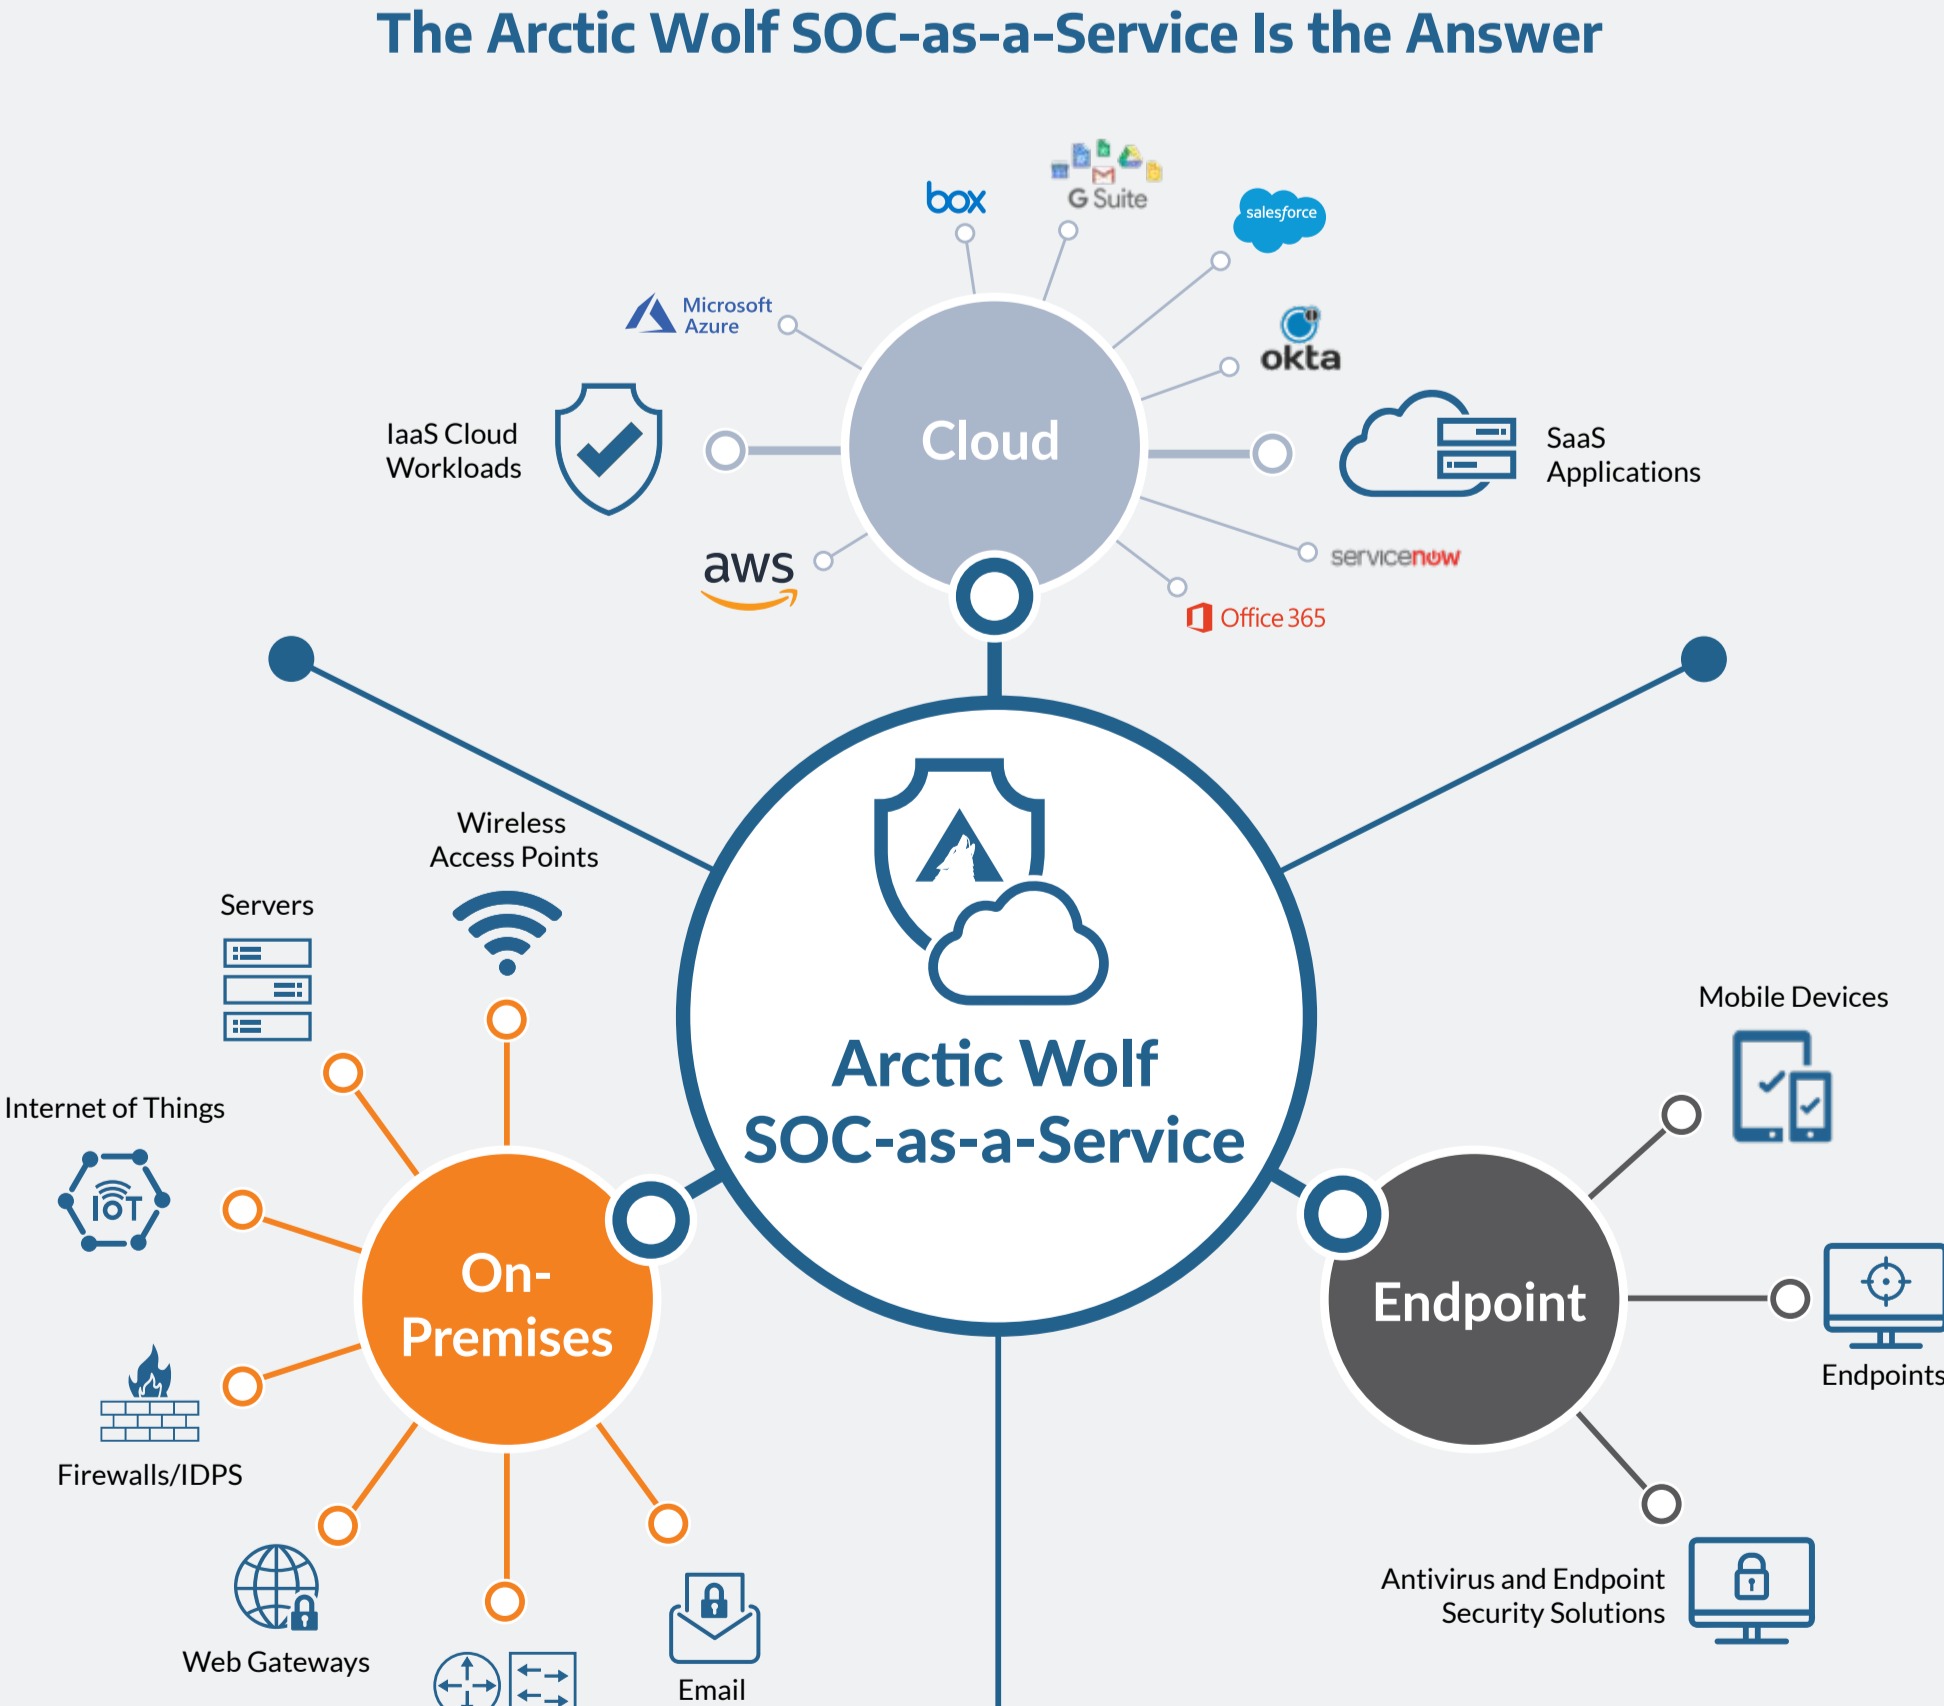 The Arctic Wolf SOC-as-a-Service Is the Answer
box
G Suite
salesforce
Microsoft
Azure
okta
IaaS Cloud
Workloads
Cloud
SaaS
Applications
aws
servicenow
Office 365
Wireless
Access Points
Servers
Internet of Things
IoT
Arctic Wolf
SOC-as-a-Service
Mobile Devices
On-
Premises
Endpoint
Endpoints
Firewalls/IDPS
Antivirus and Endpoint
Security Solutions
Web Gateways
Email